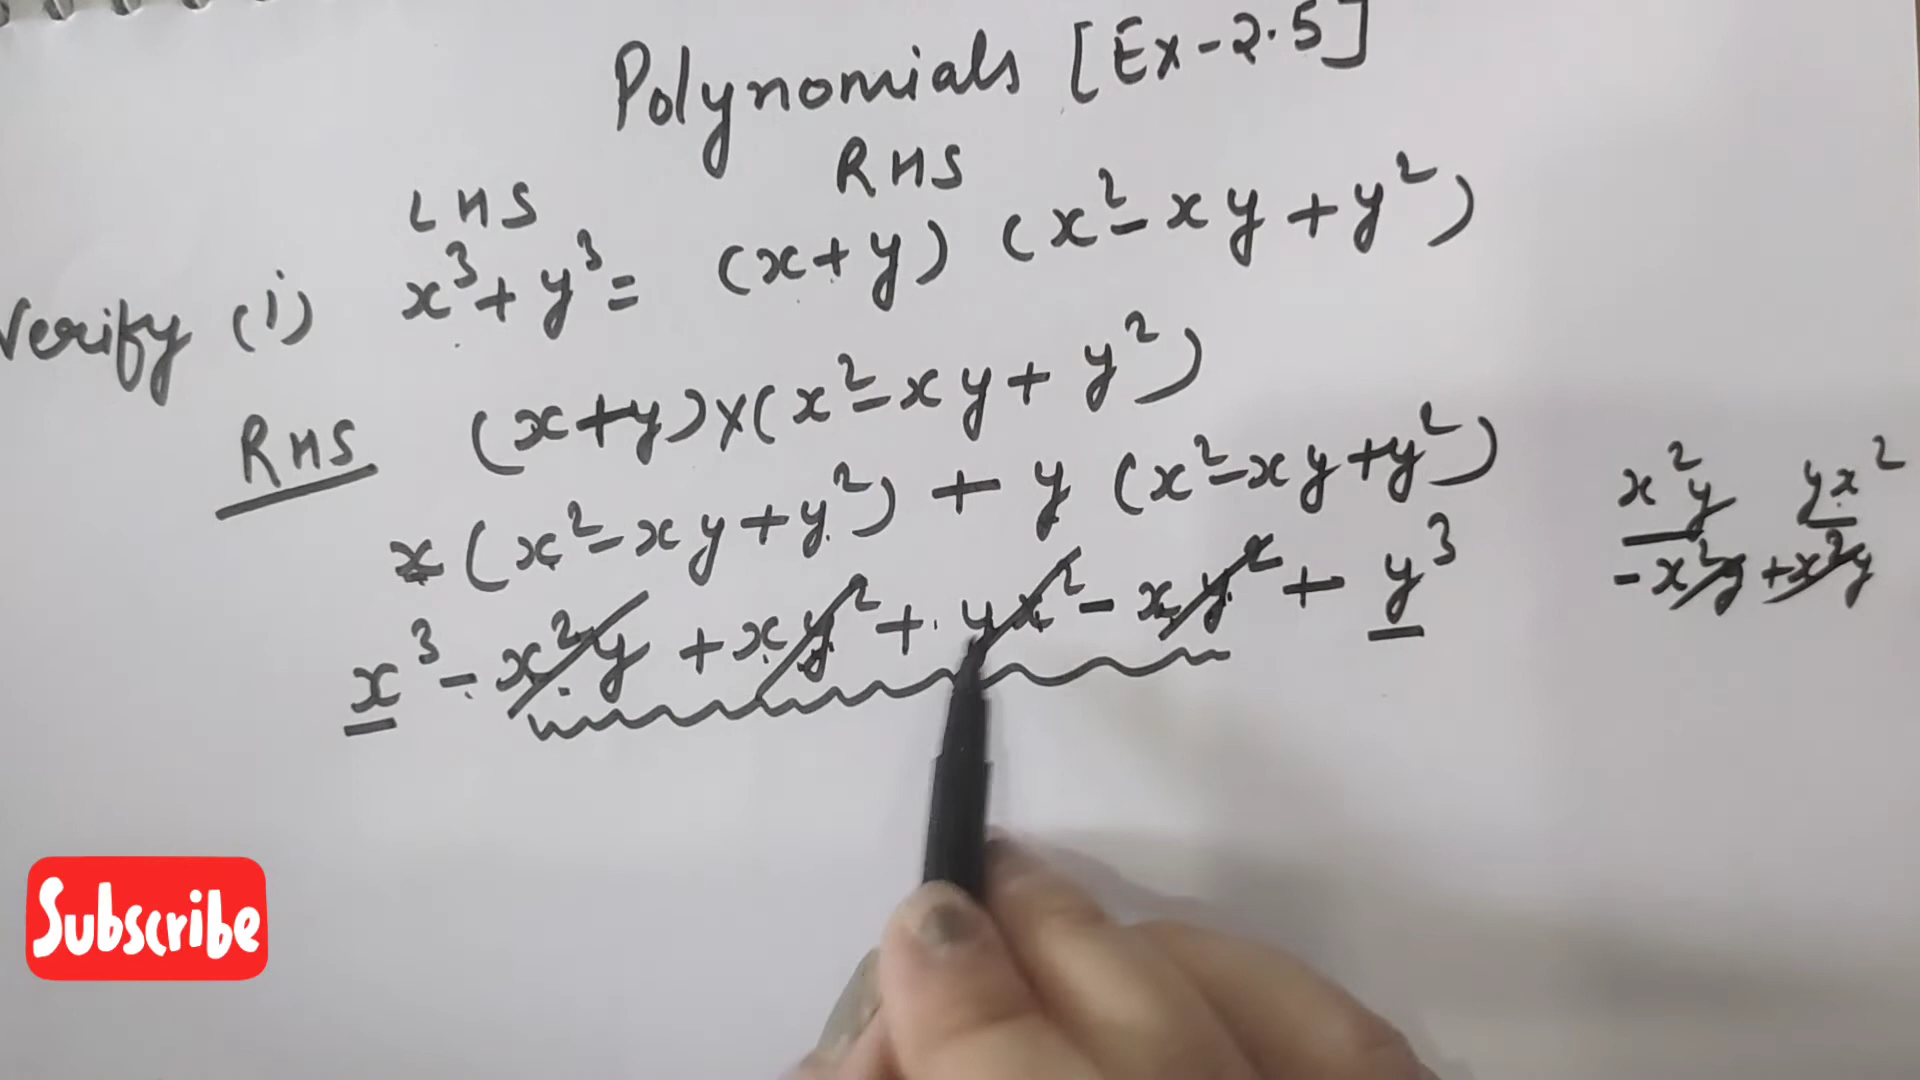 Polynomials [Ex-2.5]
LHS RHS
Verify (i) x³+y³= (x+y) (x²-xy+y²)
RHS (x+y)×(x²-xy+y²)
x(x²-xy+y²) + y (x²-xy+y²)
x³-x²y+xy²+yx²-xy²+y³
x²y yx²
-x²y+x²y
Subscribe